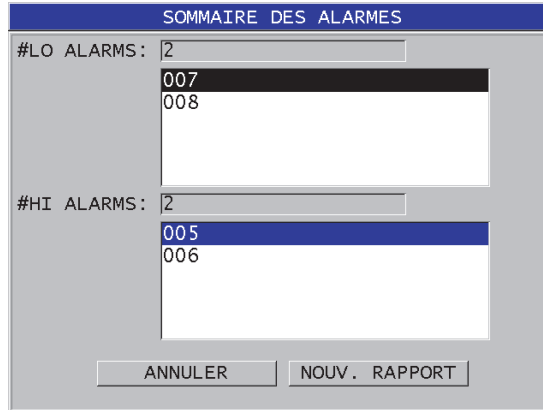 SOMMAIRE DES ALARMES
#LO ALARMS: 2
007
008
#HI ALARMS: 2
005
006
ANNULER NOUV. RAPPORT